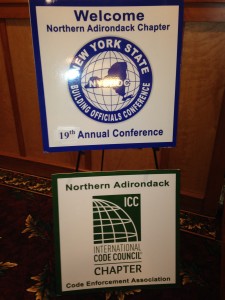 Welcome
Northern Adirondack Chapter
NEW YORK STATE
NYSBOC
BUILDING OFFICIALS CONFERENCE
19th Annual Conference
Northern Adirondack
ICC
INTERNATIONAL
CODE COUNCIL
CHAPTER
Code Enforcement Association